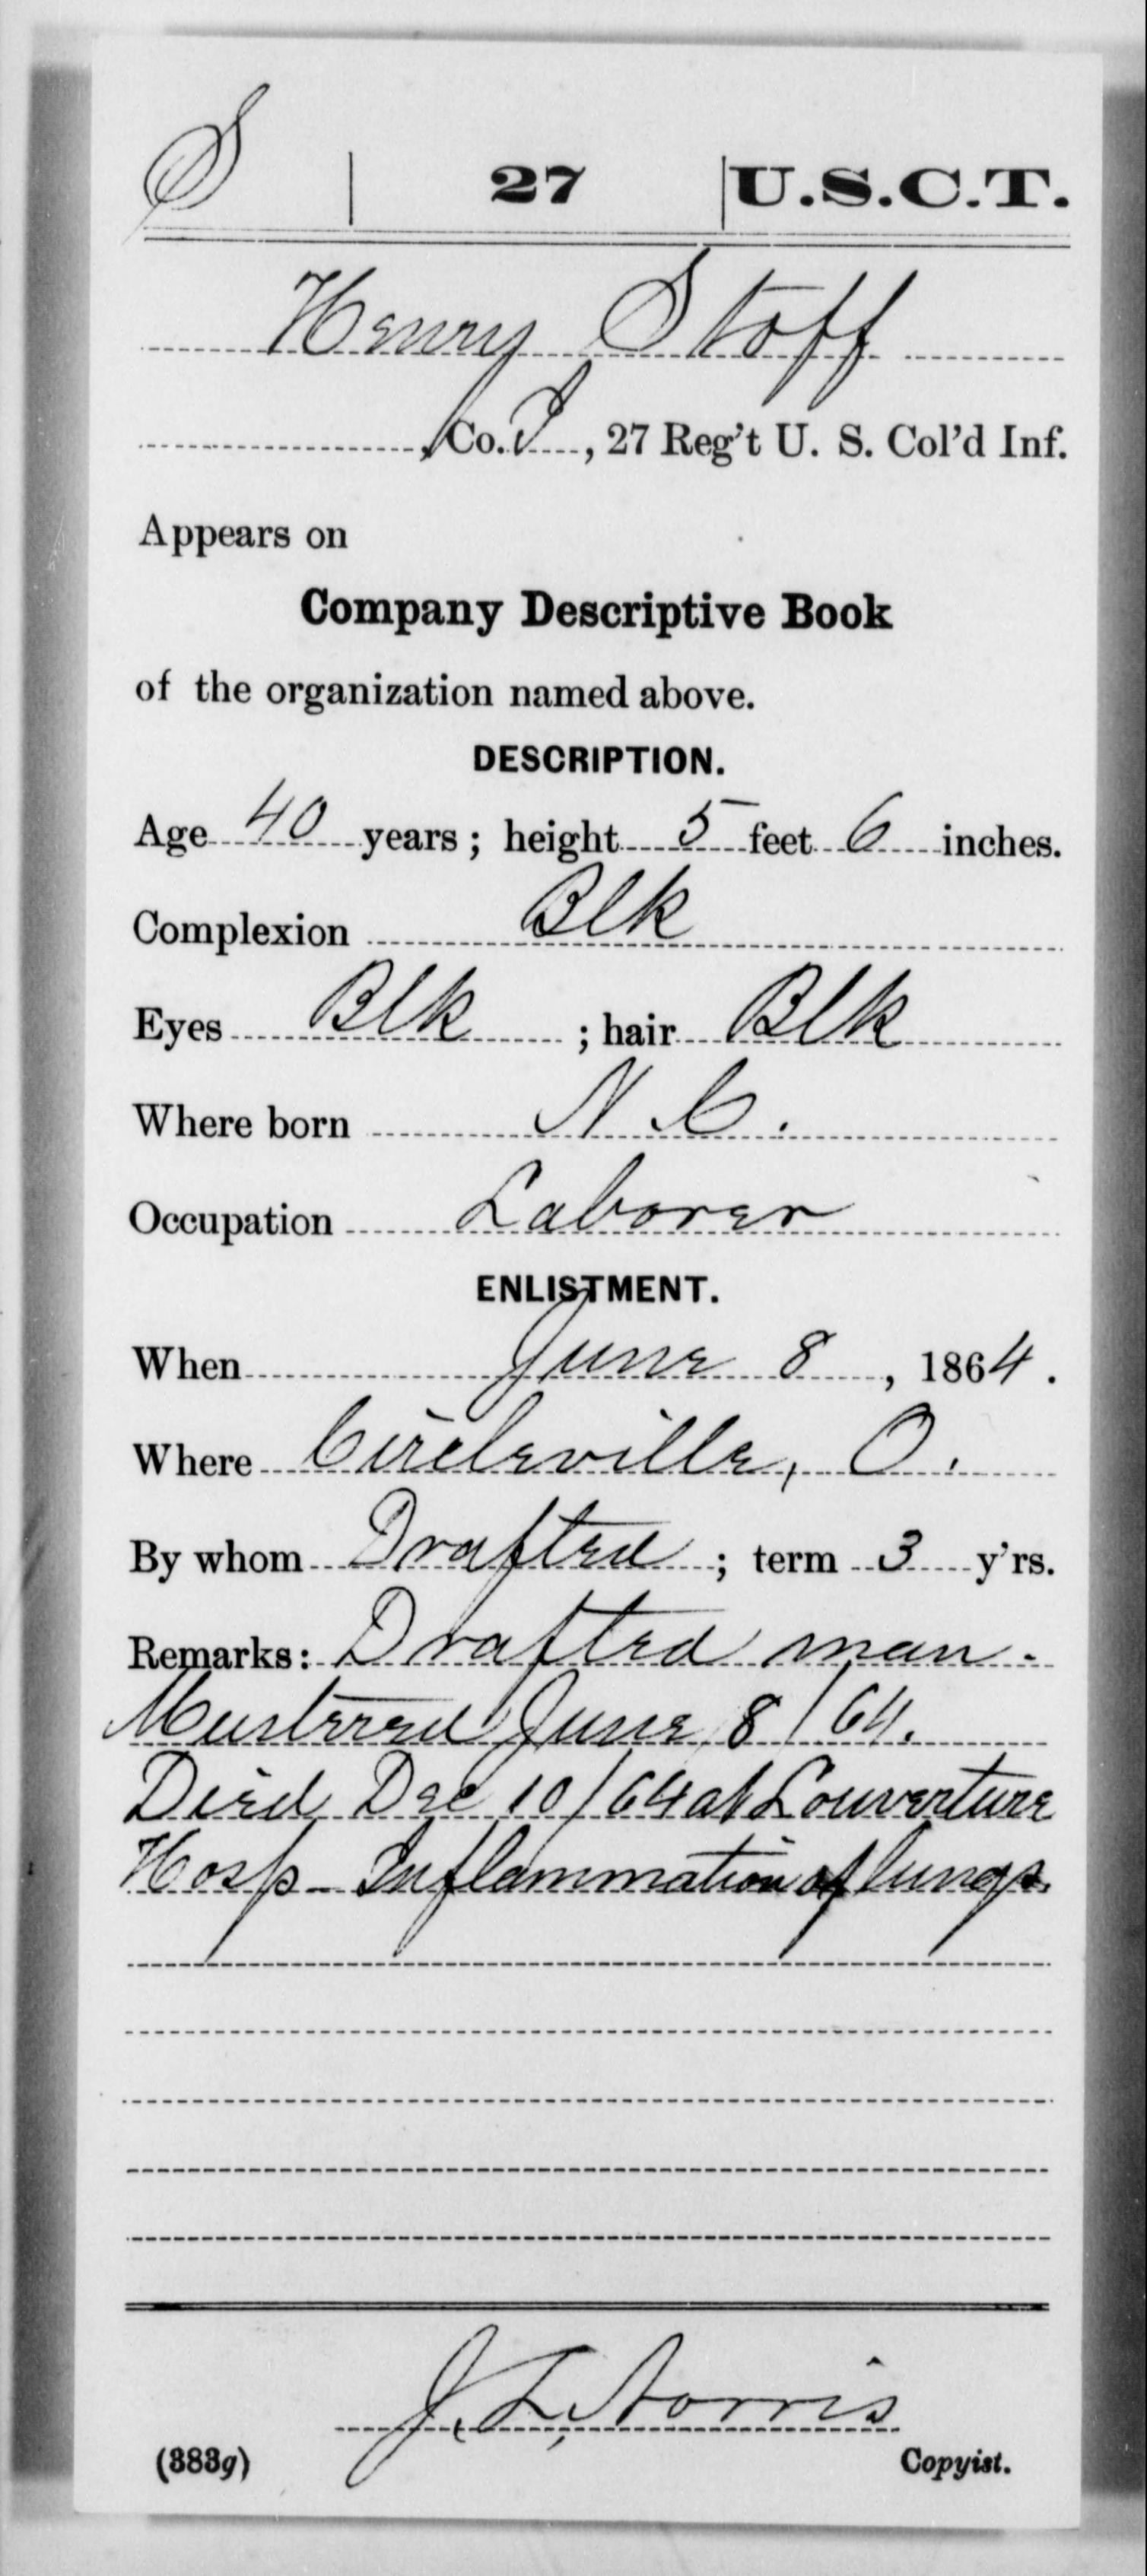 S | 27 | U.S.C.T.
Henry Stoff
, Co. I, 27 Reg't U. S. Col'd Inf.
Appears on
Company Descriptive Book
of the organization named above.
DESCRIPTION.
Age 40 years; height 5 feet 6 inches.
Complexion Blk
Eyes Blk ; hair Blk
Where born N. C.
Occupation Laborer
ENLISTMENT.
When June 8, 1864.
Where Circleville, O.
By whom Drafted; term 3 y'rs.
Remarks: Drafted man.
Mustered June 8/64.
Died Dec 10/64 at Louverture
Hosp - Inflammation of lungs.
J. L. Norris
(383g) Copyist.